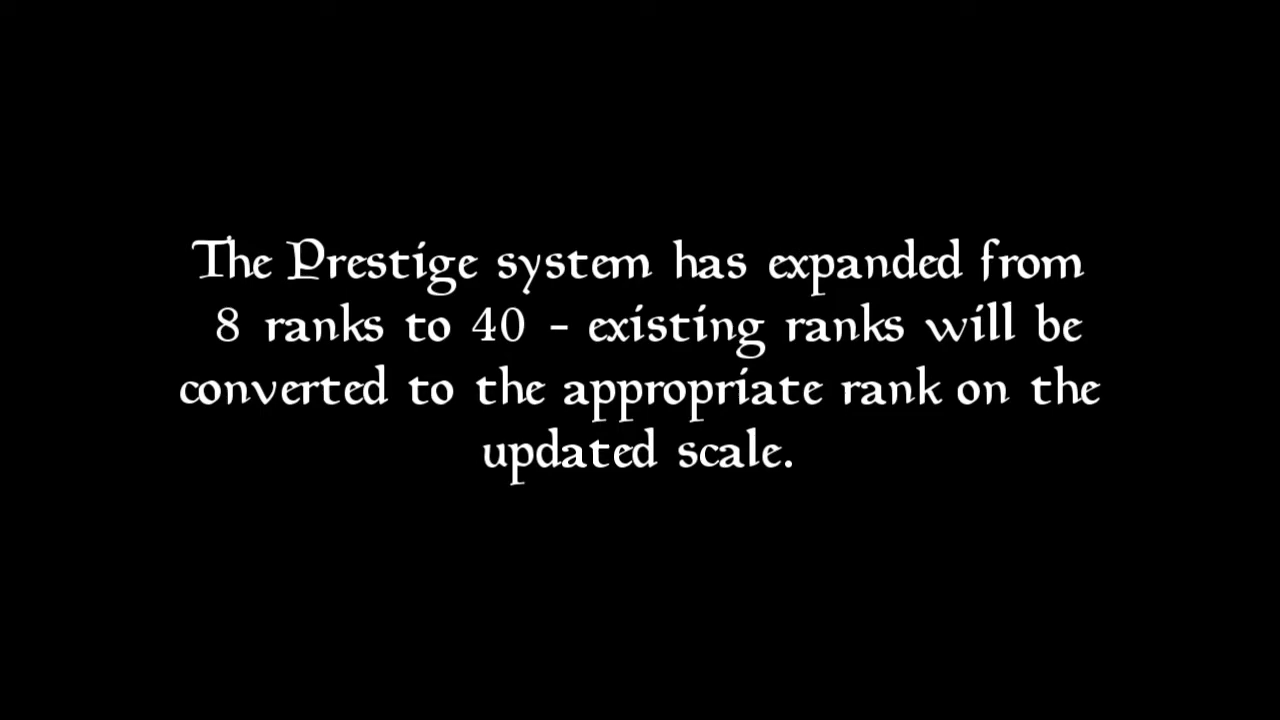 The Prestige system has expanded from
8 ranks to 40 - existing ranks will be
converted to the appropriate rank on the
updated scale.